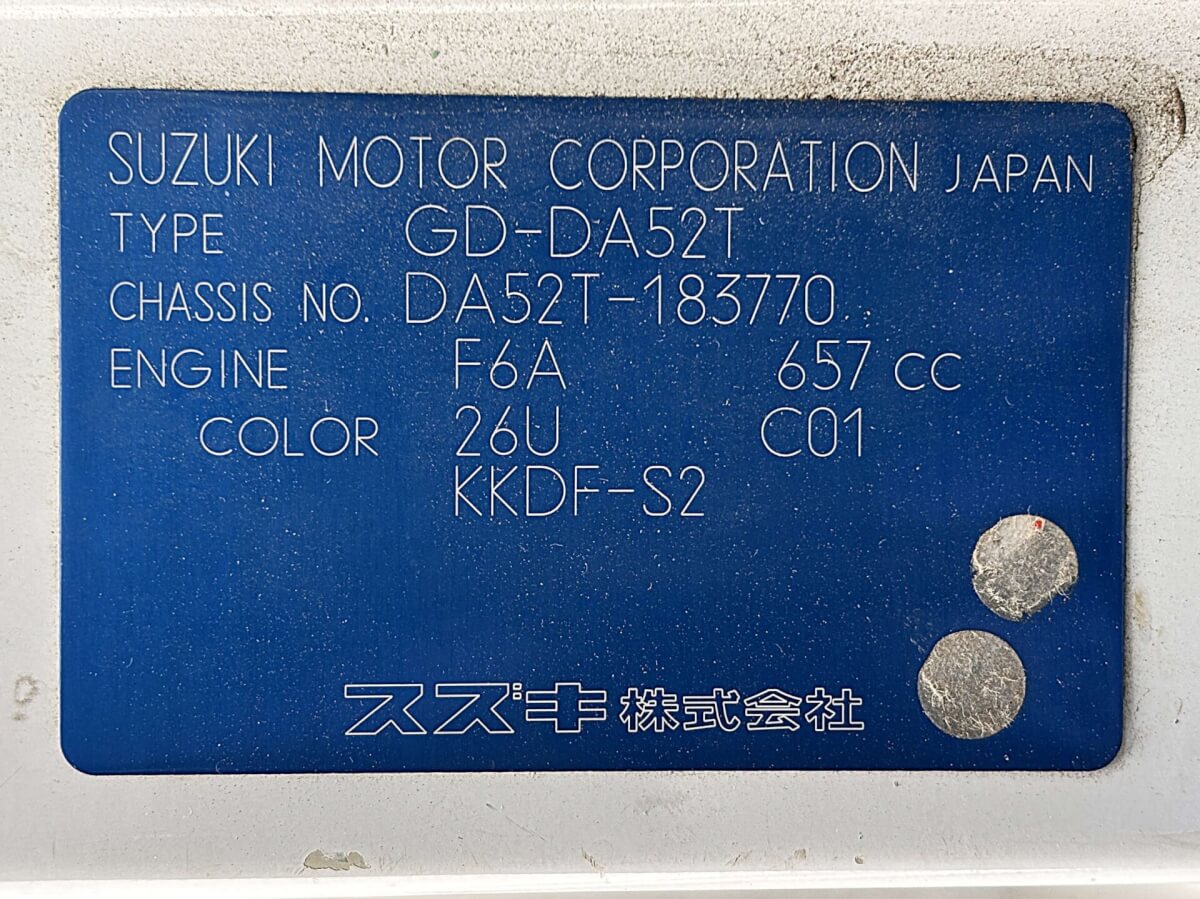 SUZUKI MOTOR CORPORATION JAPAN
TYPE GD-DA52T
CHASSIS NO. DA52T-183770
ENGINE F6A 657 cc
COLOR 26U C01
KKDF-S2
スズキ株式会社